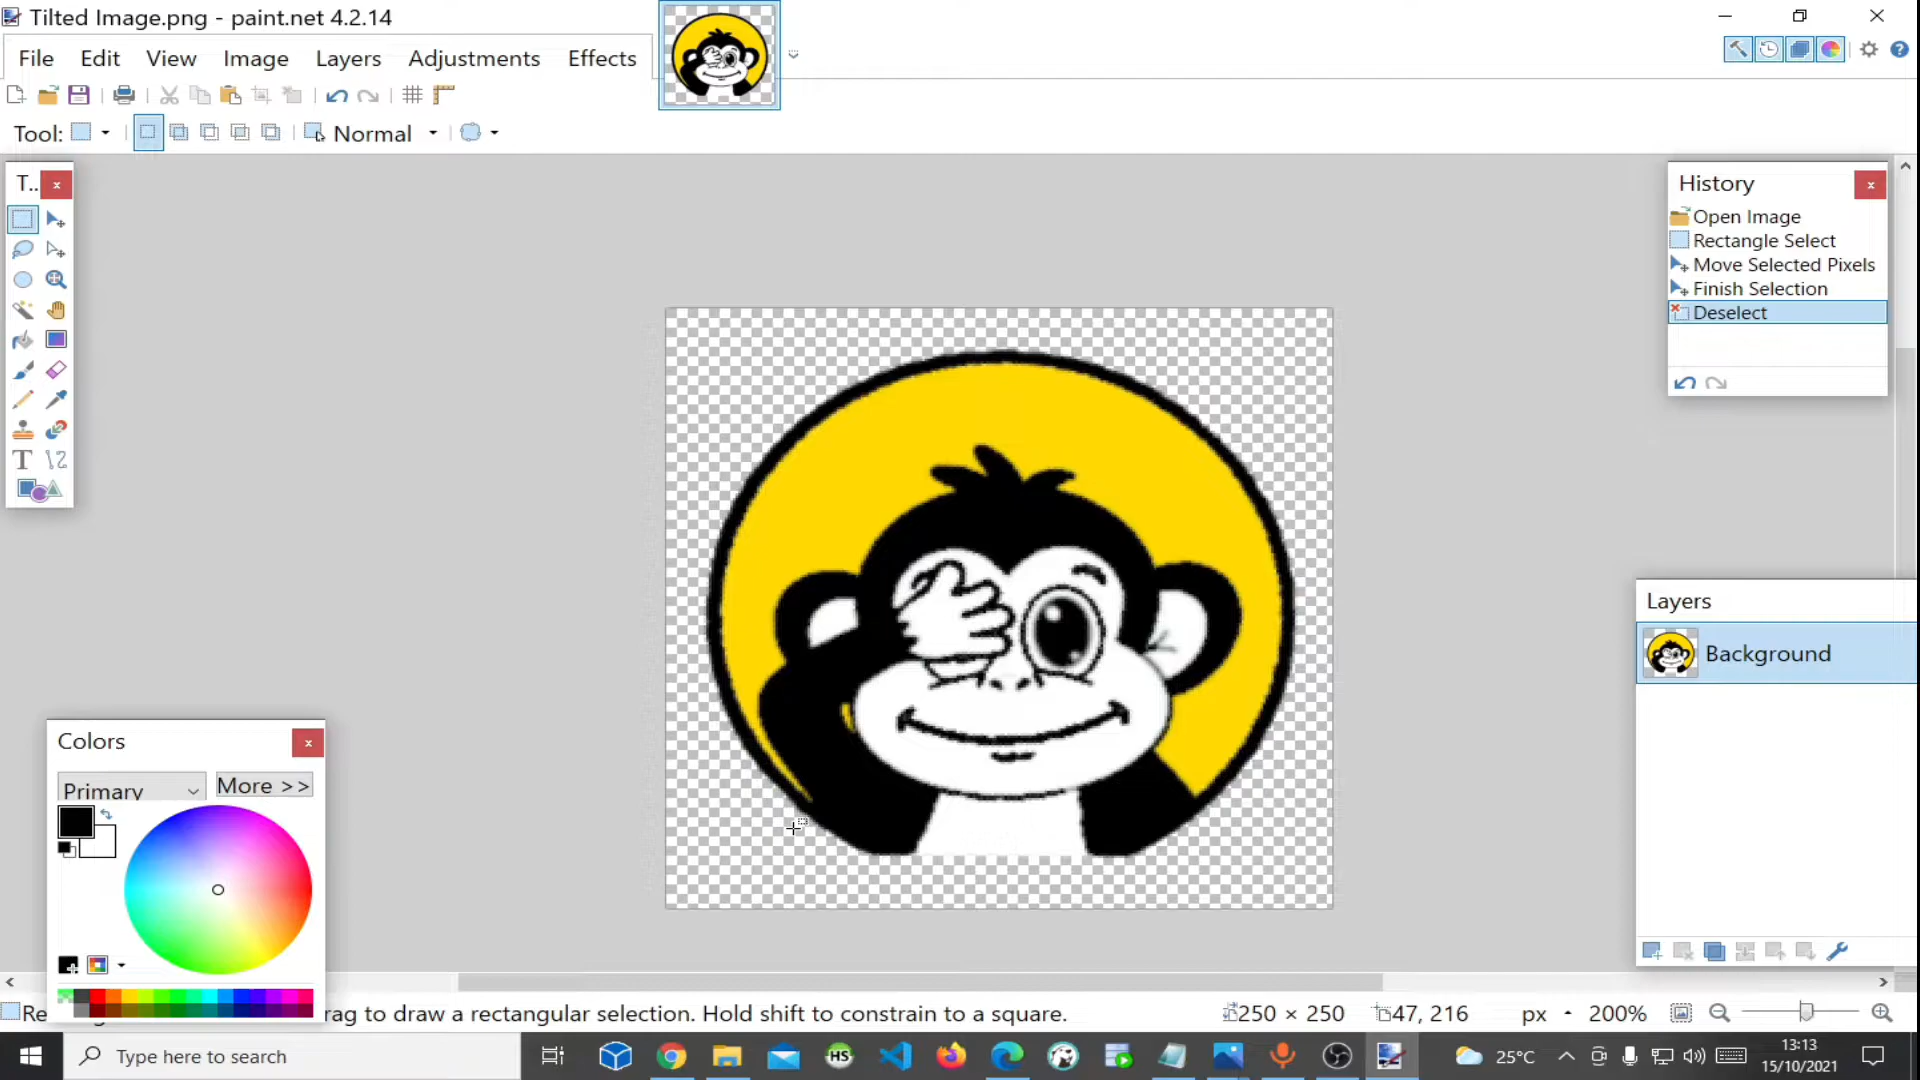 Tilted Image.png - paint.net 4.2.14
File Edit View Image Layers Adjustments Effects
Tool: Normal
T..
History
Open Image
Rectangle Select
Move Selected Pixels
Finish Selection
Deselect
Layers
Background
Colors
Primary More >>
Re rag to draw a rectangular selection. Hold shift to constrain to a square. 250 × 250 47, 216 px 200%
Type here to search HS 25°C 13:13
15/10/2021